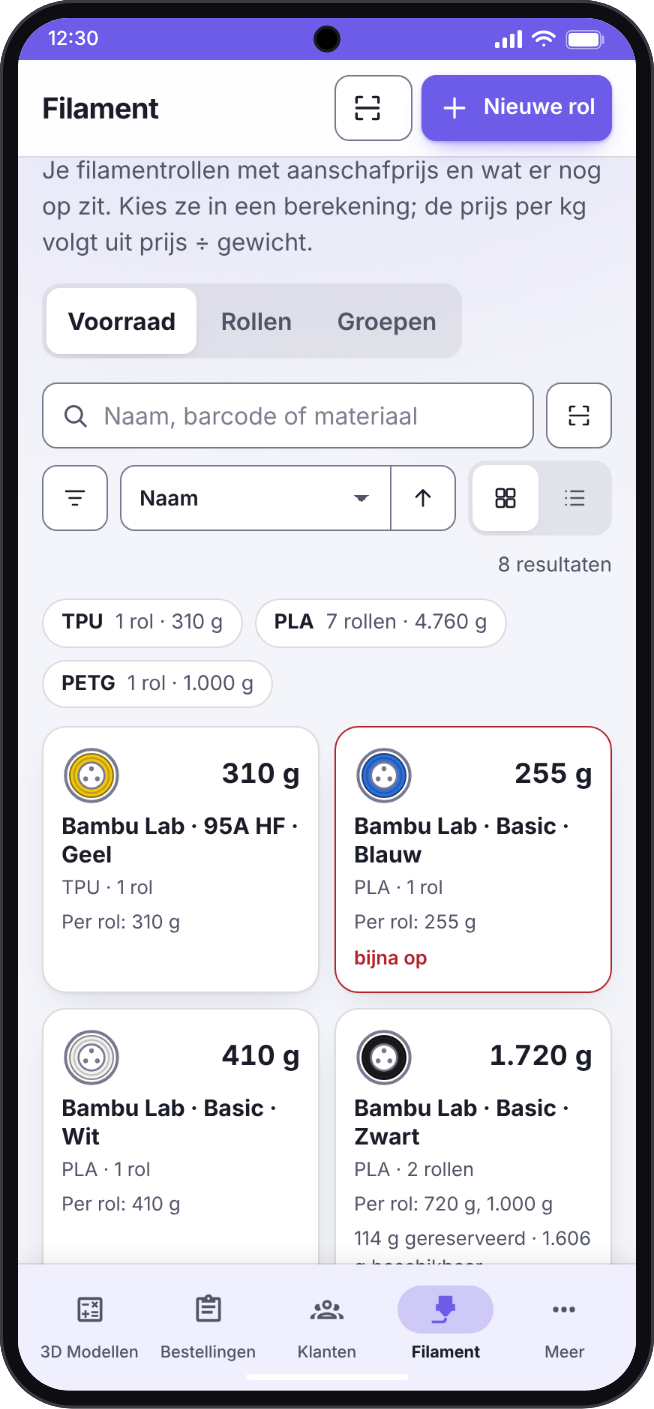 12:30
Filament
Nieuwe rol
Je filamentrollen met aanschafprijs en wat er nog
op zit. Kies ze in een berekening; de prijs per kg
volgt uit prijs ÷ gewicht.
Voorraad Rollen Groepen
Naam, barcode of materiaal
Naam
8 resultaten
TPU 1 rol · 310 g PLA 7 rollen · 4.760 g
PETG 1 rol · 1.000 g
310 g
Bambu Lab · 95A HF ·
Geel
TPU · 1 rol
Per rol: 310 g
255 g
Bambu Lab · Basic ·
Blauw
PLA · 1 rol
Per rol: 255 g
bijna op
410 g
Bambu Lab · Basic ·
Wit
PLA · 1 rol
Per rol: 410 g
1.720 g
Bambu Lab · Basic ·
Zwart
PLA · 2 rollen
Per rol: 720 g, 1.000 g
114 g gereserveerd · 1.606
3D Modellen Bestellingen Klanten Filament Meer